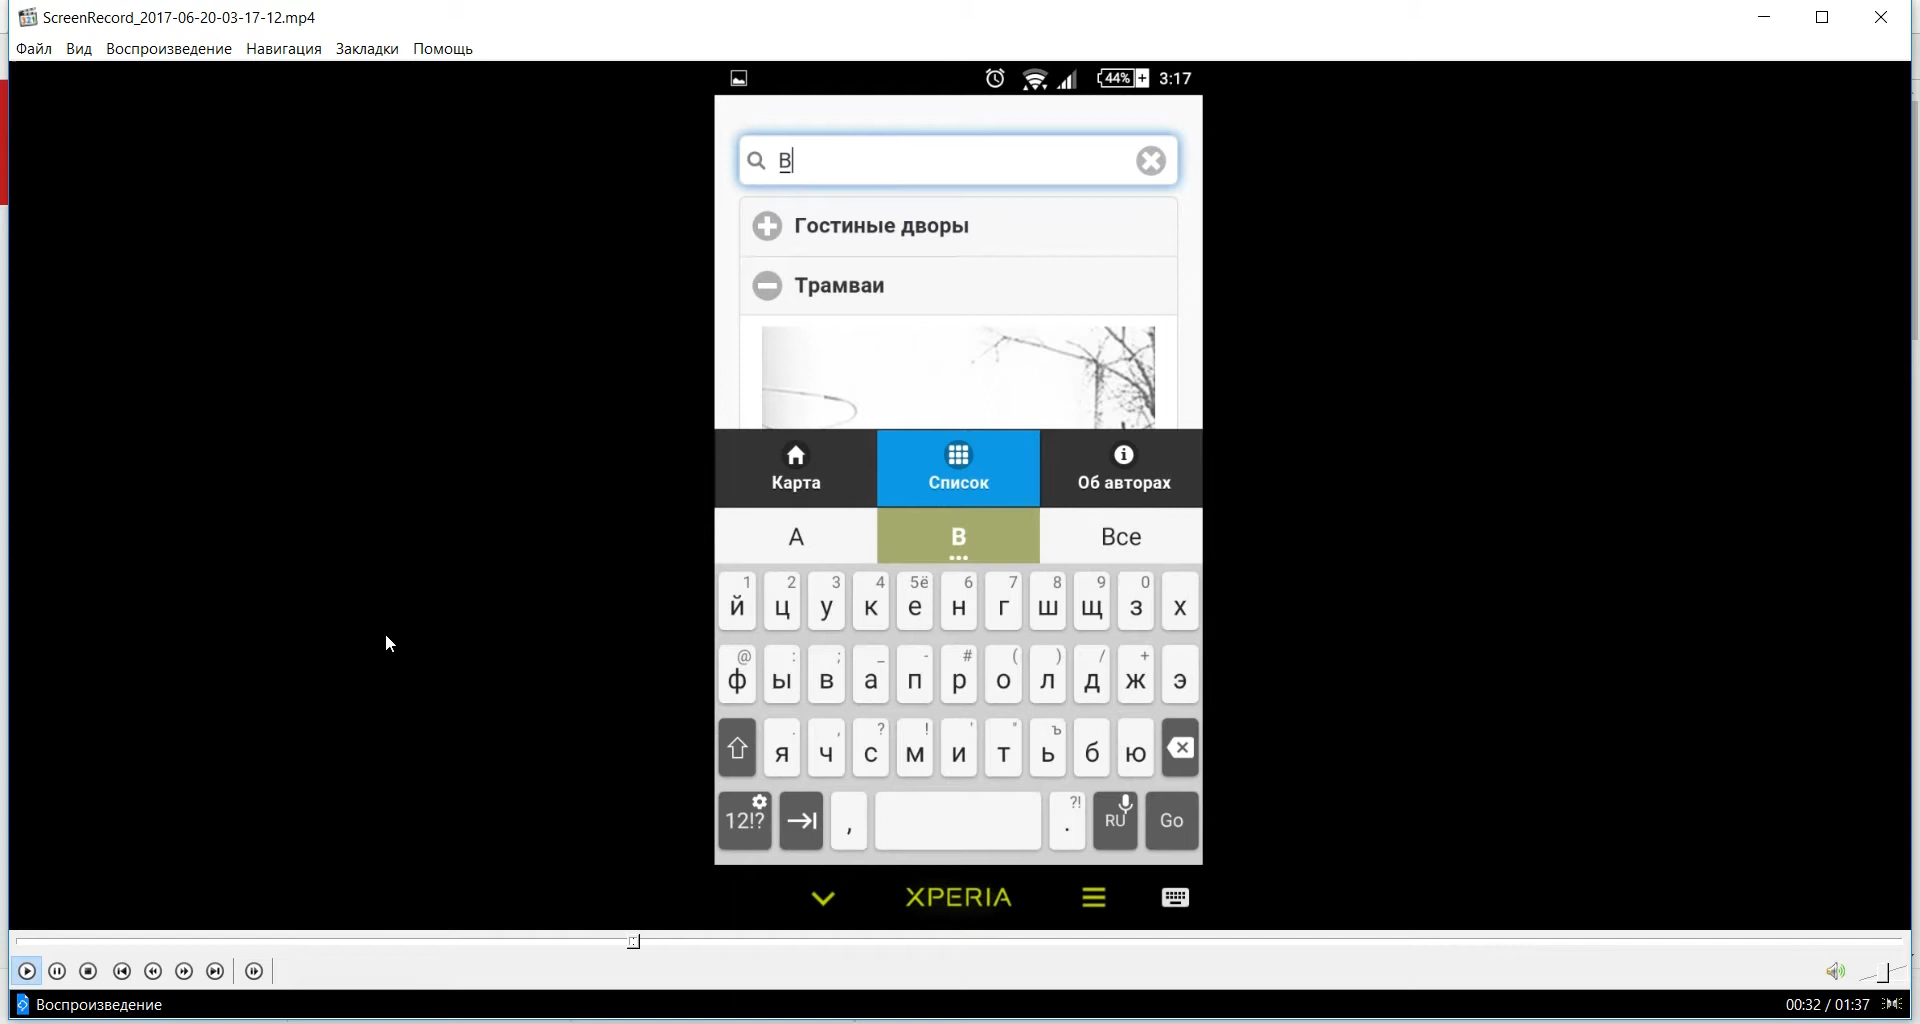 ScreenRecord_2017-06-20-03-17-12.mp4
Файл Вид Воспроизведение Навигация Закладки Помощь
44% 3:17
В
Гостиные дворы
Трамваи
Карта Список Об авторах
А В Все
1 2 3 4 5ё 6 7 8 9 0
й ц у к е н г ш щ з х
@ : ; _ - # ( ) / +
ф ы в а п р о л д ж э
. , ? ! ' " ъ
я ч с м и т ь б ю
12!? , . ?! RU Go
XPERIA
Воспроизведение 00:32 / 01:37